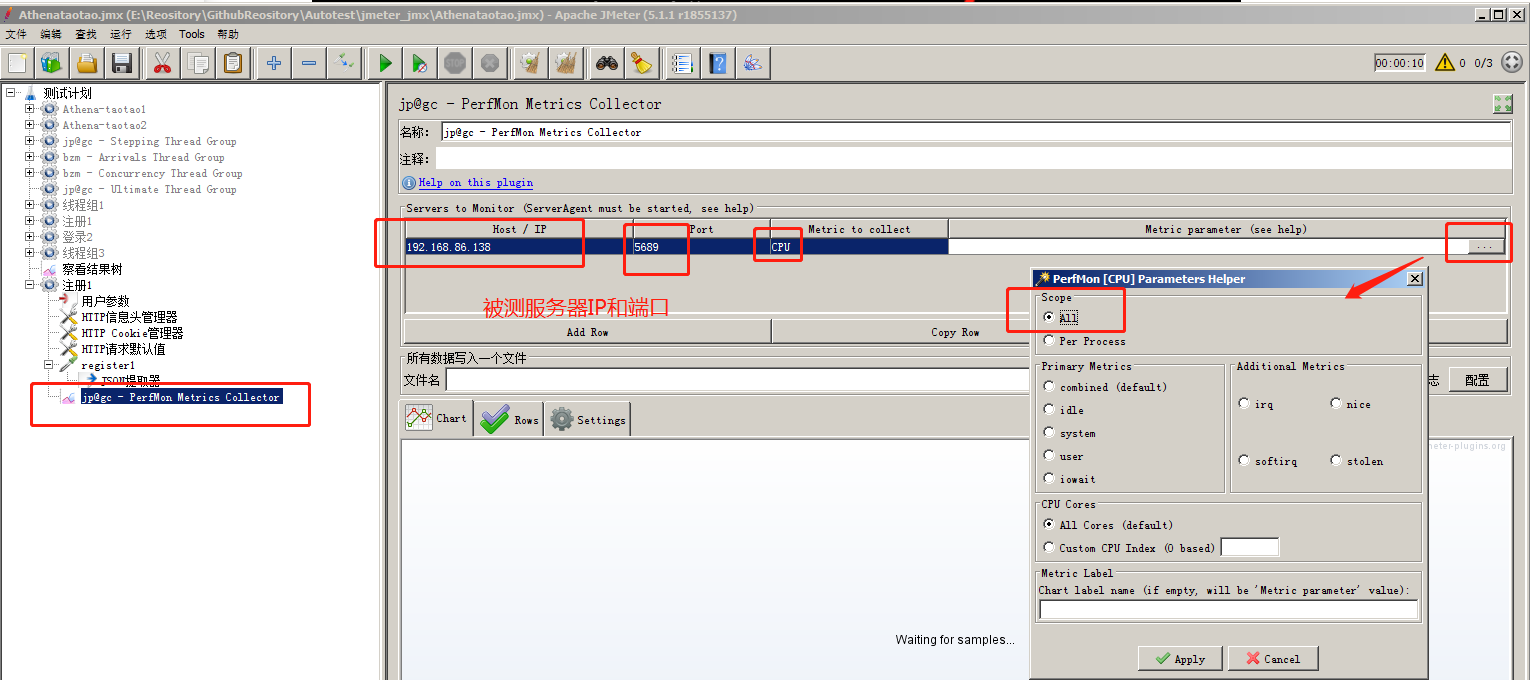 Athenataotao.jmx (E:\Reository\GithubReository\Autotest\jmeter_jmx\Athenataotao.jmx) - Apache JMeter (5.1.1 r1855137)
文件 编辑 查找 运行 选项 Tools 帮助
STOP
00:00:10 0 0/3
测试计划
Athena-taotao1
Athena-taotao2
jp@gc - Stepping Thread Group
bzm - Arrivals Thread Group
bzm - Concurrency Thread Group
jp@gc - Ultimate Thread Group
线程组1
注册1
登录2
线程组3
察看结果树
注册1
用户参数
HTTP信息头管理器
HTTP Cookie管理器
HTTP请求默认值
register1
JSON提取器
jp@gc - PerfMon Metrics Collector
jp@gc - PerfMon Metrics Collector
名称: jp@gc - PerfMon Metrics Collector
注释:
Help on this plugin
Servers to Monitor (ServerAgent must be started, see help)
Host / IP Port Metric to collect Metric parameter (see help)
192.168.86.138 5689 CPU ...
被测服务器IP和端口
Add Row Copy Row
所有数据写入一个文件
文件名 志 配置
Chart Rows Settings
Waiting for samples...
meter-plugins.org
PerfMon [CPU] Parameters Helper
Scope
All
Per Process
Primary Metrics
combined (default)
idle
system
user
iowait
Additional Metrics
irq nice
softirq stolen
CPU Cores
All Cores (default)
Custom CPU Index (0 based)
Metric Label
Chart label name (if empty, will be 'Metric parameter' value):
Apply Cancel